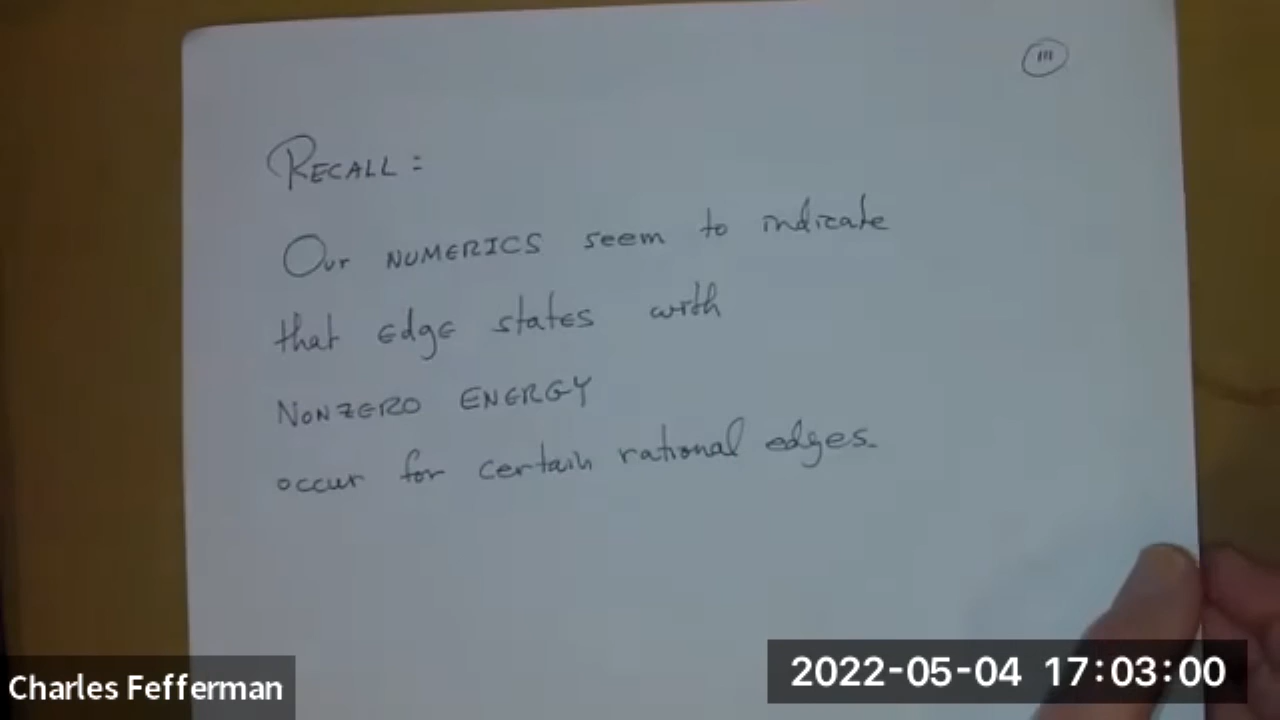 111
RECALL:
Our NUMERICS seem to indicate
that edge states with
NONZERO ENERGY
occur for certain rational edges.
Charles Fefferman
2022-05-04 17:03:00